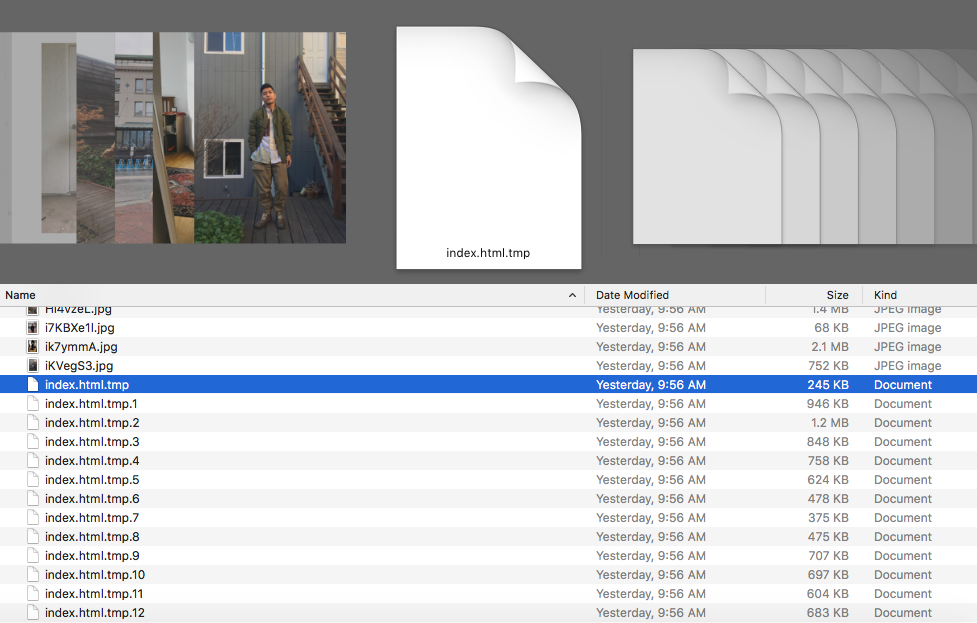 index.html.tmp
Name Date Modified Size Kind
Hl4vzeL.jpg Yesterday, 9:56 AM 1.4 MB JPEG image
i7KBXe1l.jpg Yesterday, 9:56 AM 68 KB JPEG image
ik7ymmA.jpg Yesterday, 9:56 AM 2.1 MB JPEG image
iKVegS3.jpg Yesterday, 9:56 AM 752 KB JPEG image
index.html.tmp Yesterday, 9:56 AM 245 KB Document
index.html.tmp.1 Yesterday, 9:56 AM 946 KB Document
index.html.tmp.2 Yesterday, 9:56 AM 1.2 MB Document
index.html.tmp.3 Yesterday, 9:56 AM 848 KB Document
index.html.tmp.4 Yesterday, 9:56 AM 758 KB Document
index.html.tmp.5 Yesterday, 9:56 AM 624 KB Document
index.html.tmp.6 Yesterday, 9:56 AM 478 KB Document
index.html.tmp.7 Yesterday, 9:56 AM 375 KB Document
index.html.tmp.8 Yesterday, 9:56 AM 475 KB Document
index.html.tmp.9 Yesterday, 9:56 AM 707 KB Document
index.html.tmp.10 Yesterday, 9:56 AM 697 KB Document
index.html.tmp.11 Yesterday, 9:56 AM 604 KB Document
index.html.tmp.12 Yesterday, 9:56 AM 683 KB Document